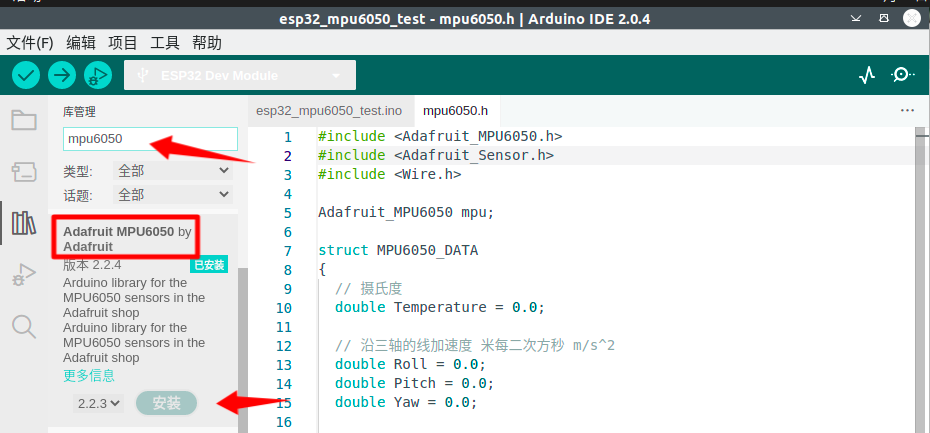 esp32_mpu6050_test - mpu6050.h | Arduino IDE 2.0.4
文件(F) 编辑 项目 工具 帮助
ESP32 Dev Module
库管理
mpu6050
类型: 全部
话题: 全部
Adafruit MPU6050 by
Adafruit
版本 2.2.4 已安装
Arduino library for the
MPU6050 sensors in the
Adafruit shop
Arduino library for the
MPU6050 sensors in the
Adafruit shop
更多信息
2.2.3 安装
esp32_mpu6050_test.ino mpu6050.h
1 #include <Adafruit_MPU6050.h>
2 #include <Adafruit_Sensor.h>
3 #include <Wire.h>
4
5 Adafruit_MPU6050 mpu;
6
7 struct MPU6050_DATA
8 {
9 // 摄氏度
10 double Temperature = 0.0;
11
12 // 沿三轴的线加速度 米每二次方秒 m/s^2
13 double Roll = 0.0;
14 double Pitch = 0.0;
15 double Yaw = 0.0;
16